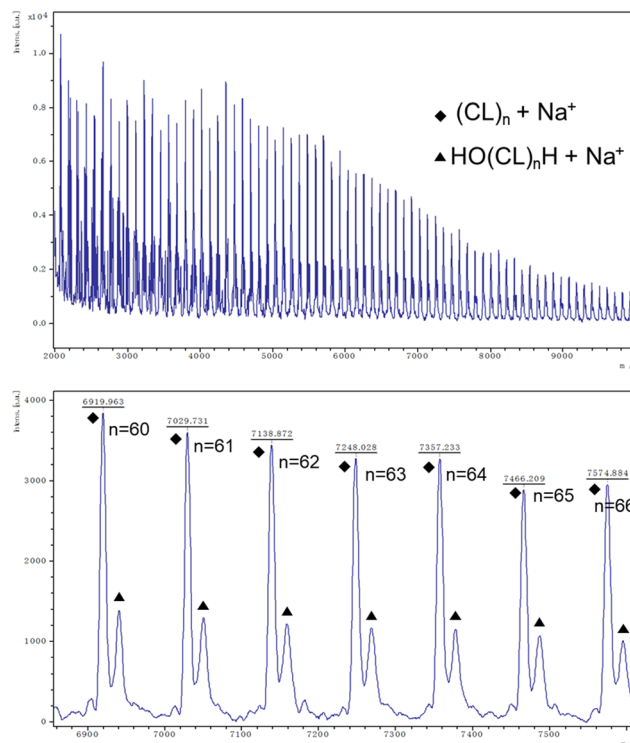 Intens. [a.u.]
x10⁴
1.0
0.8
0.6
0.4
0.2
0.0
◆ (CL)n + Na⁺
▲ HO(CL)nH + Na⁺
2000 3000 4000 5000 6000 7000 8000 9000
Intens. [a.u.]
4000
3000
2000
1000
0
6919.963
n=60
7029.731
n=61
7138.872
n=62
7248.028
n=63
7357.233
n=64
7466.209
n=65
7574.884
n=66
6900 7000 7100 7200 7300 7400 7500